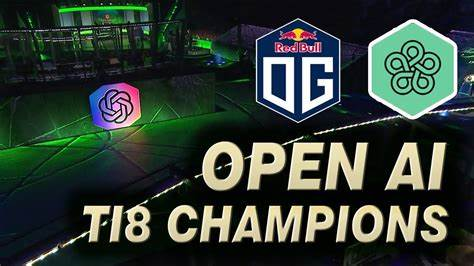 Red Bull
OG
OPEN AI
TI8 CHAMPIONS